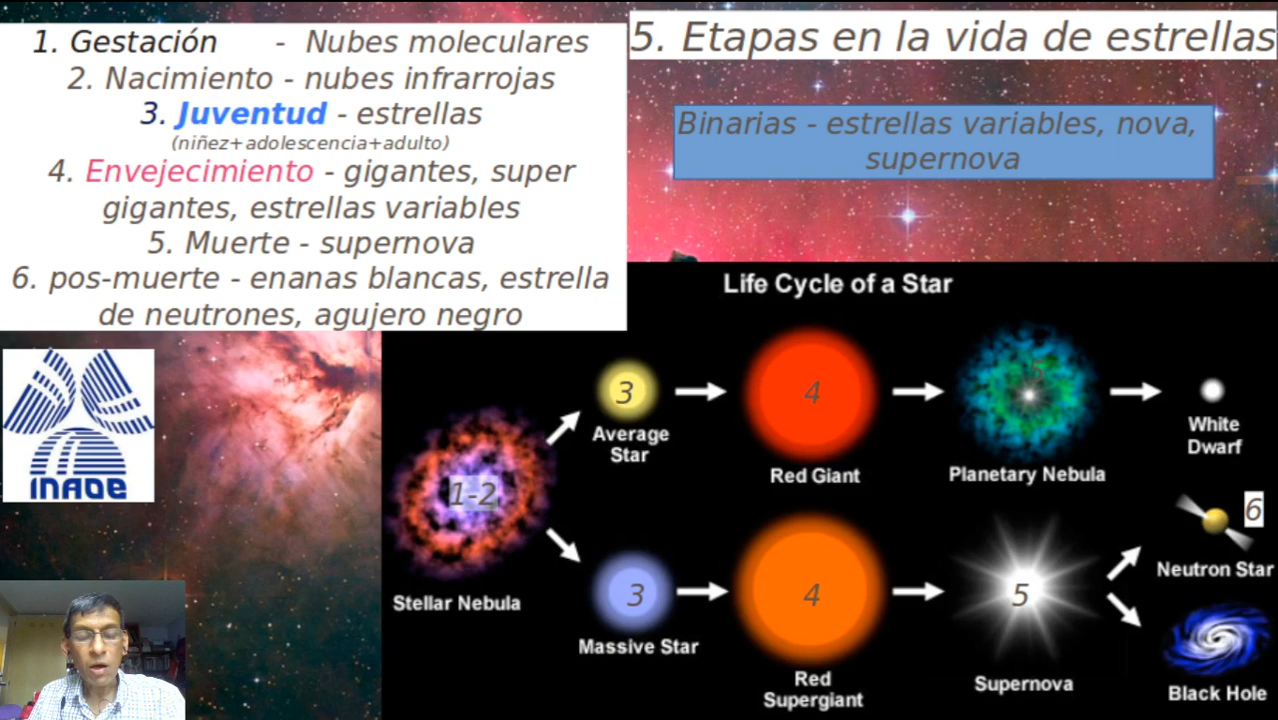 1. Gestación - Nubes moleculares
2. Nacimiento - nubes infrarrojas
3. Juventud - estrellas
(niñez+adolescencia+adulto)
4. Envejecimiento - gigantes, super
gigantes, estrellas variables
5. Muerte - supernova
6. pos-muerte - enanas blancas, estrella
de neutrones, agujero negro
5. Etapas en la vida de estrellas
Binarias - estrellas variables, nova,
supernova
Life Cycle of a Star
1-2
Stellar Nebula
3
Average
Star
4
Red Giant
5
Planetary Nebula
White
Dwarf
3
Massive Star
4
Red
Supergiant
5
Supernova
6
Neutron Star
Black Hole
INAOE